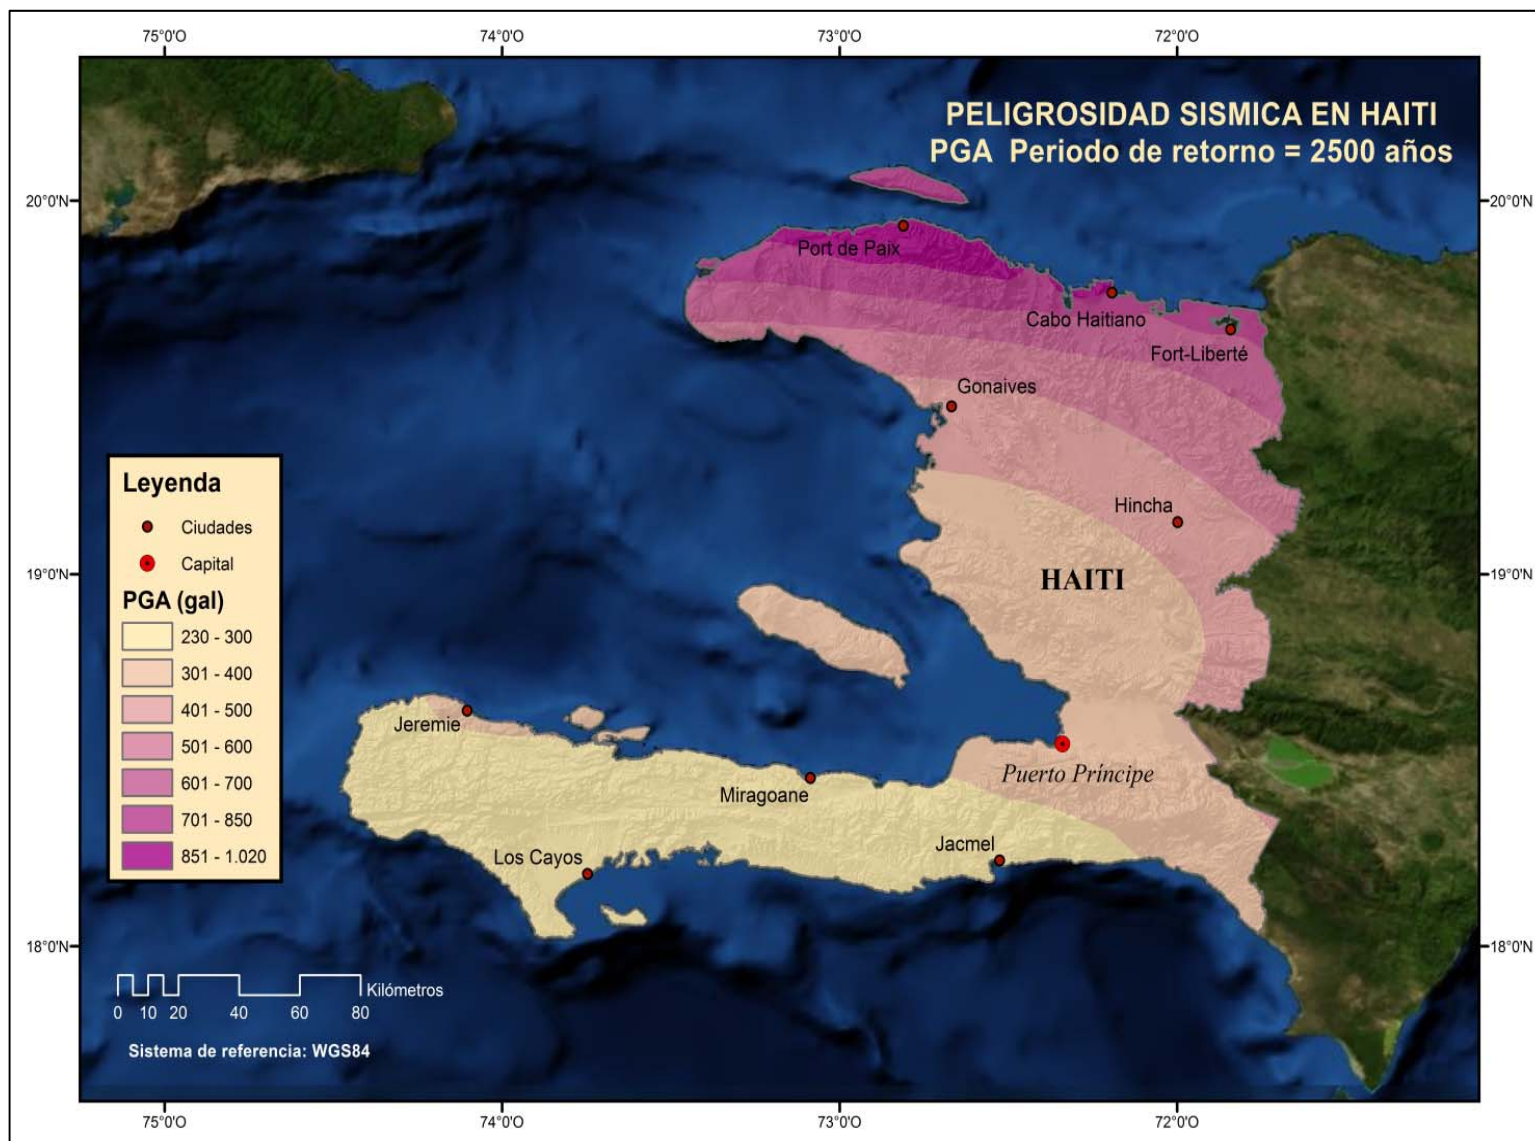 75°0'O 74°0'O 73°0'O 72°0'O
PELIGROSIDAD SISMICA EN HAITI
PGA Periodo de retorno = 2500 años
20°0'N 20°0'N
Port de Paix
Cabo Haitiano
Fort-Liberté
Gonaives
Hincha
HAITI
19°0'N 19°0'N
Leyenda
Ciudades
Capital
PGA (gal)
230 - 300
301 - 400
401 - 500
501 - 600
601 - 700
701 - 850
851 - 1.020
Jeremie
Puerto Príncipe
Miragoane
Jacmel
Los Cayos
18°0'N 18°0'N
Kilómetros
0 10 20 40 60 80
Sistema de referencia: WGS84
75°0'O 74°0'O 73°0'O 72°0'O